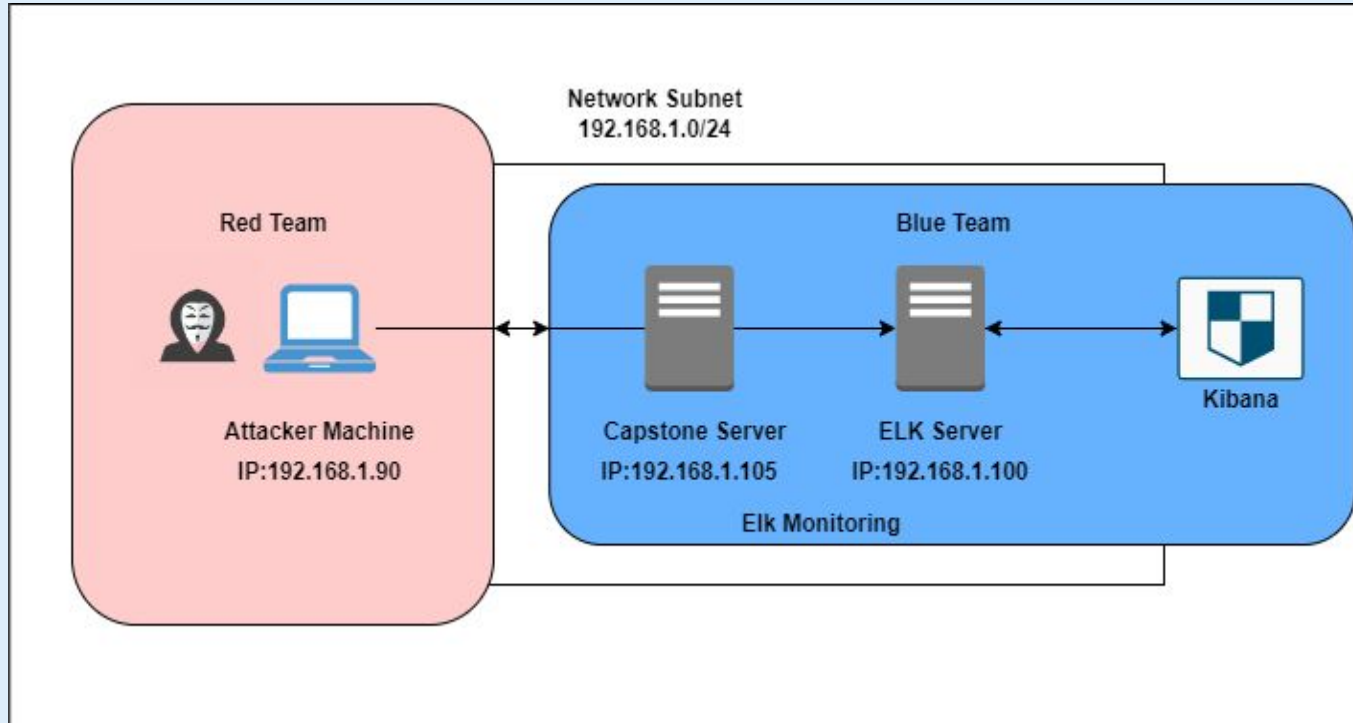 Network Subnet
192.168.1.0/24
Red Team
Blue Team
Attacker Machine
IP:192.168.1.90
Capstone Server
IP:192.168.1.105
ELK Server
IP:192.168.1.100
Kibana
Elk Monitoring